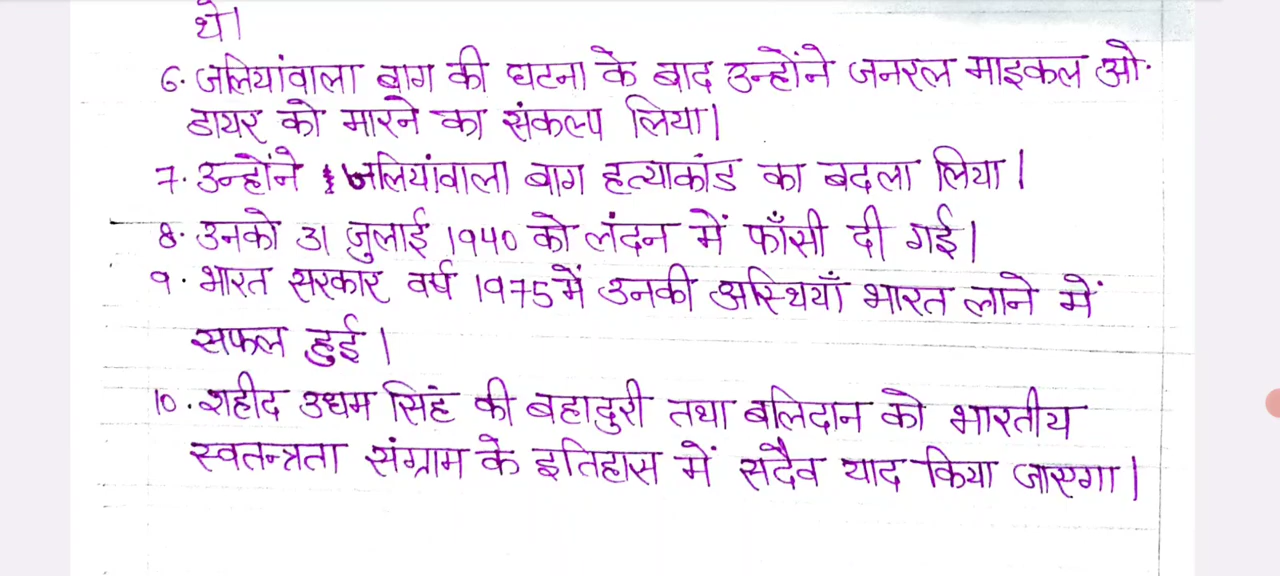 थे।
6. जलियांवाला बाग की घटना के बाद उन्होंने जनरल माइकल ओ.
डायर को मारने का संकल्प लिया।
7. उन्होंने जलियांवाला बाग हत्याकांड का बदला लिया।
8. उनको 31 जुलाई 1940 को लंदन में फाँसी दी गई।
9. भारत सरकार वर्ष 1975 में उनकी अस्थियाँ भारत लाने में
सफल हुई।
10. शहीद उधम सिंह की बहादुरी तथा बलिदान को भारतीय
स्वतन्त्रता संग्राम के इतिहास में सदैव याद किया जाएगा।